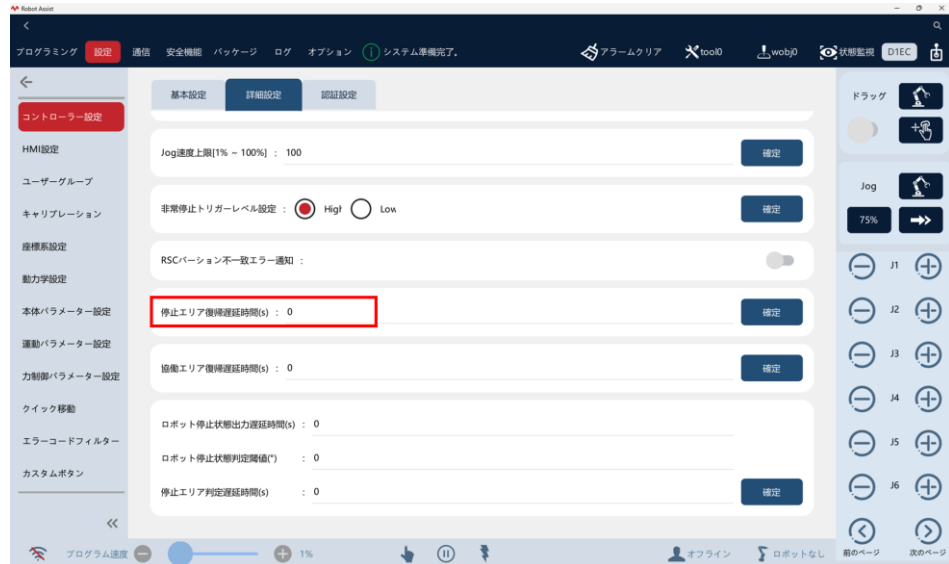 Robot Assist
プログラミング 設定 通信 安全機能 パッケージ ログ オプション システム準備完了。 アラームクリア tool0 wobj0 状態監視 D1EC
基本設定 詳細設定 認証設定
コントローラー設定
HMI設定
ユーザーグループ
キャリブレーション
座標系設定
動力学設定
本体パラメーター設定
運動パラメーター設定
力制御パラメーター設定
クイック移動
エラーコードフィルター
カスタムボタン
Jog速度上限[1% ~ 100%] : 100 確定
非常停止トリガーレベル設定 : High Low 確定
RSCバーション不一致エラー通知 :
停止エリア復帰遅延時間(s) : 0 確定
協働エリア復帰遅延時間(s) : 0 確定
ロボット停止状態出力遅延時間(s) : 0
ロボット停止状態判定閾値(°) : 0
停止エリア判定遅延時間(s) : 0 確定
ドラッグ
Jog
75%
J1
J2
J3
J4
J5
J6
前のページ 次のページ
プログラム速度 1% オフライン ロボットなし